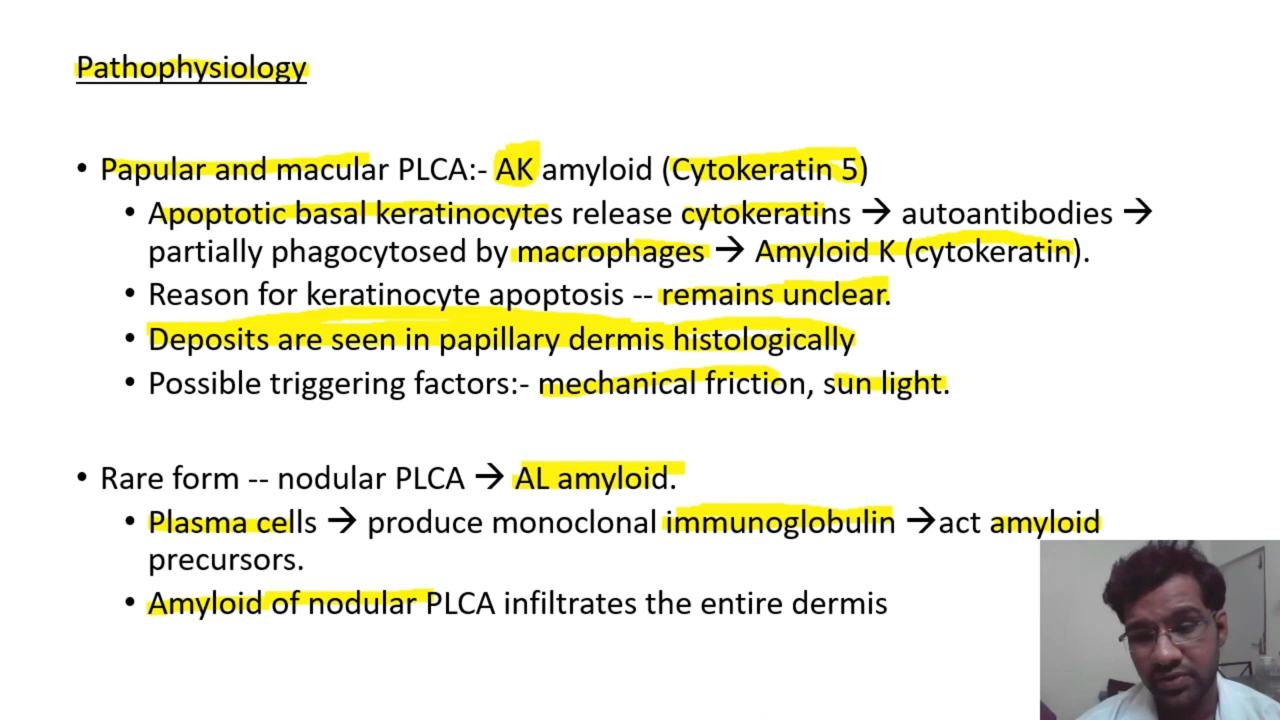 Pathophysiology
• Papular and macular PLCA:- AK amyloid (Cytokeratin 5)
• Apoptotic basal keratinocytes release cytokeratins → autoantibodies →
partially phagocytosed by macrophages → Amyloid K (cytokeratin).
• Reason for keratinocyte apoptosis -- remains unclear.
• Deposits are seen in papillary dermis histologically
• Possible triggering factors:- mechanical friction, sun light.
• Rare form -- nodular PLCA → AL amyloid.
• Plasma cells → produce monoclonal immunoglobulin →act amyloid
precursors.
• Amyloid of nodular PLCA infiltrates the entire dermis